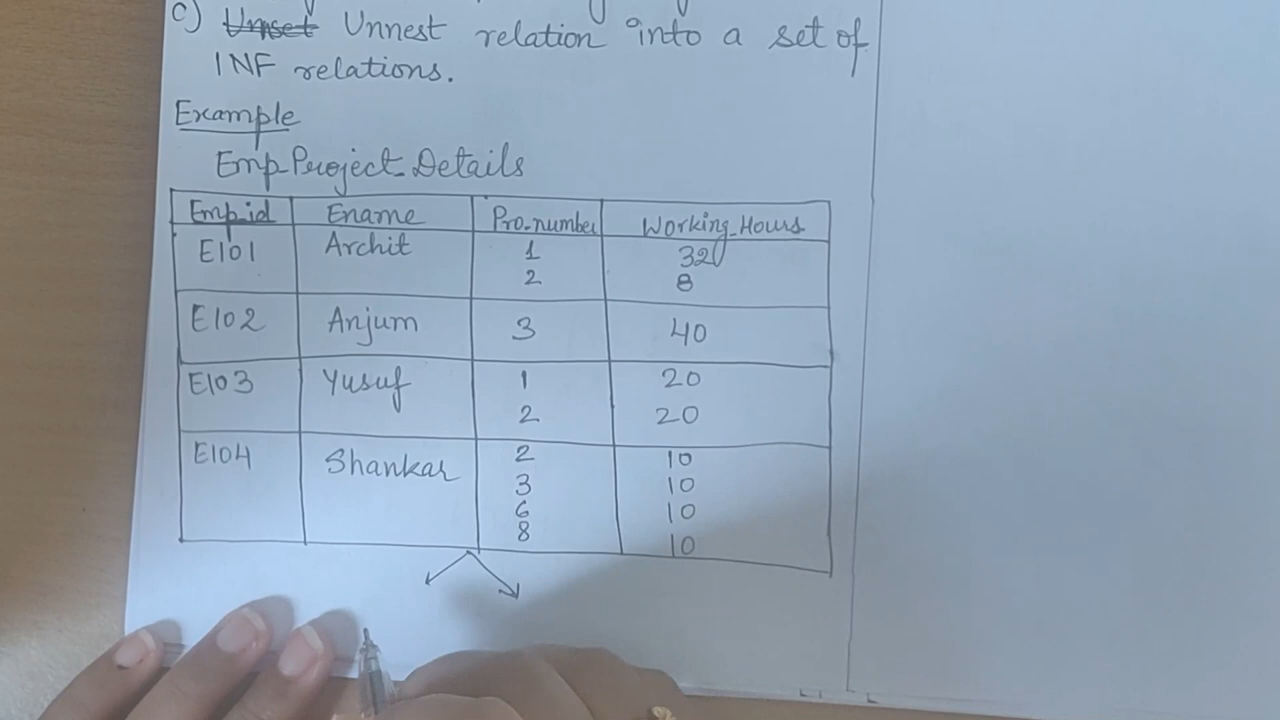 c) Unset Unnest relation into a set of
1NF relations.
Example
Emp_Project_Details
Emp_id Ename Pro_number Working_Hours
E101 Archit 1 32
2 8
E102 Anjum 3 40
E103 Yusuf 1 20
2 20
E104 Shankar 2 10
3 10
6 10
8 10